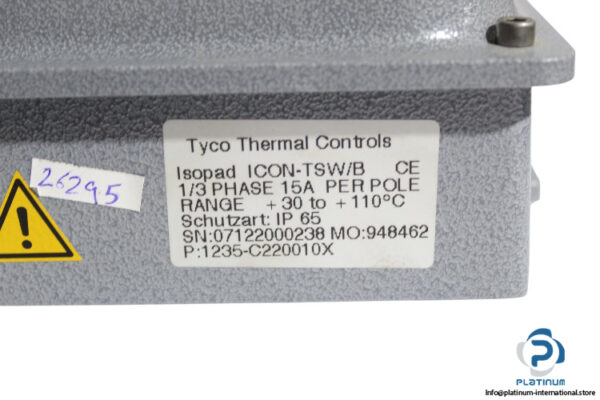 Tyco Thermal Controls
Isopad ICON-TSW/B CE
1/3 PHASE 15A PER POLE
RANGE + 30 to + 110°C
Schutzart: IP 65
SN:07122000238 MO:948462
P:1235-C220010X
26295
PLATINUM
Info@platinum-international.store